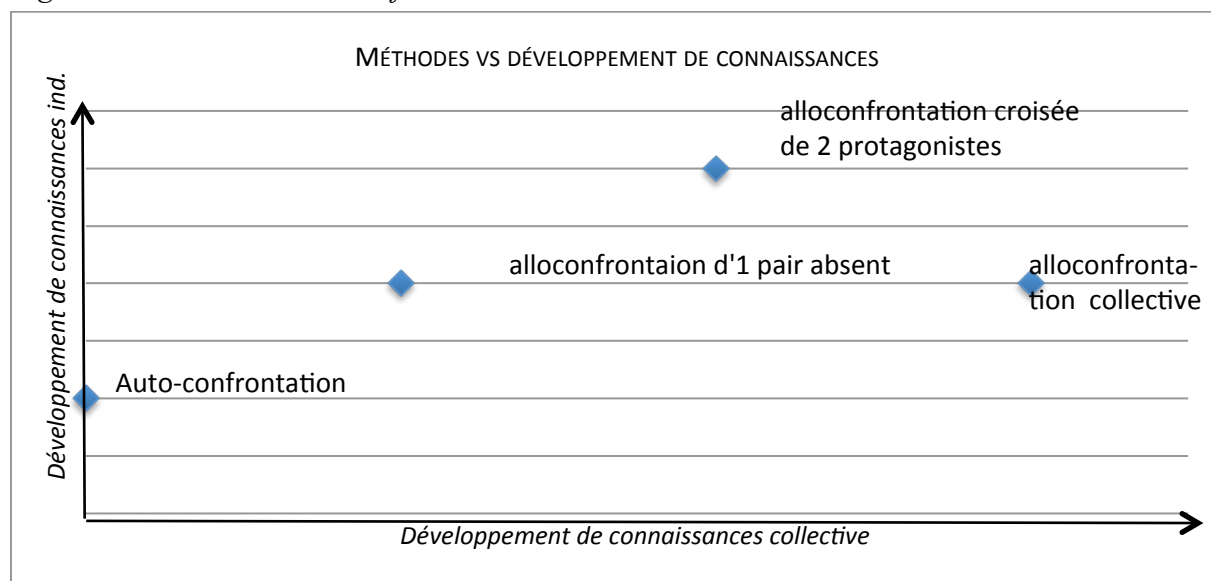 MÉTHODES VS DÉVELOPPEMENT DE CONNAISSANCES
Développement de connaissances ind.
alloconfrontation croisée
de 2 protagonistes
alloconfrontaion d'1 pair absent
alloconfronta-
tion collective
Auto-confrontation
Développement de connaissances collective